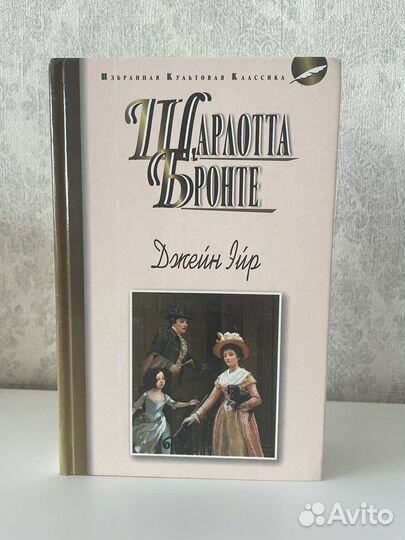 Избранная Культовая Классика
Шарлотта
Бронте
Джейн Эйр
Avito